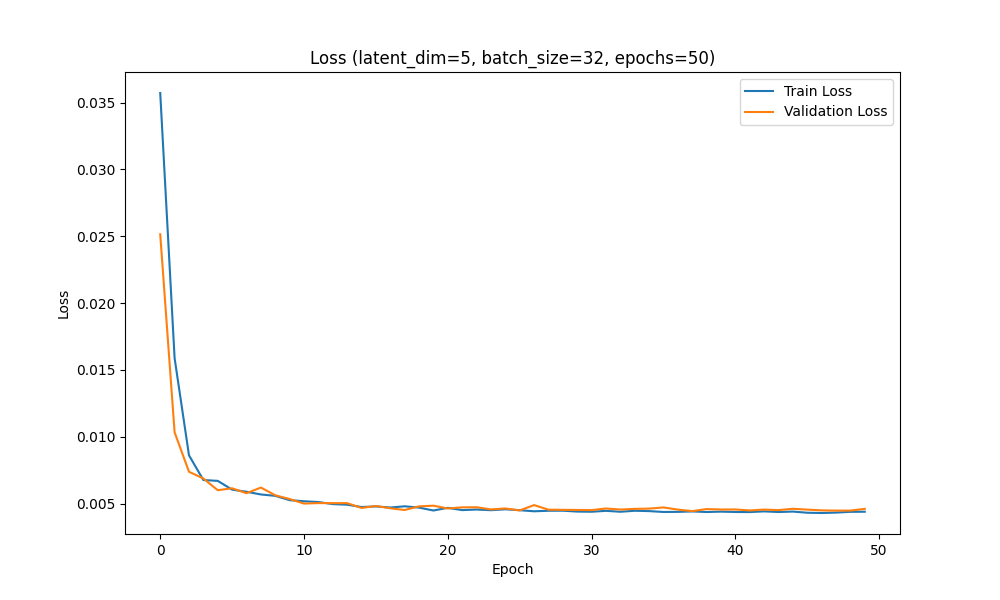 Loss (latent_dim=5, batch_size=32, epochs=50)
Train Loss
Validation Loss
0.035
0.030
0.025
0.020
0.015
0.010
0.005
Loss
0 10 20 30 40 50
Epoch